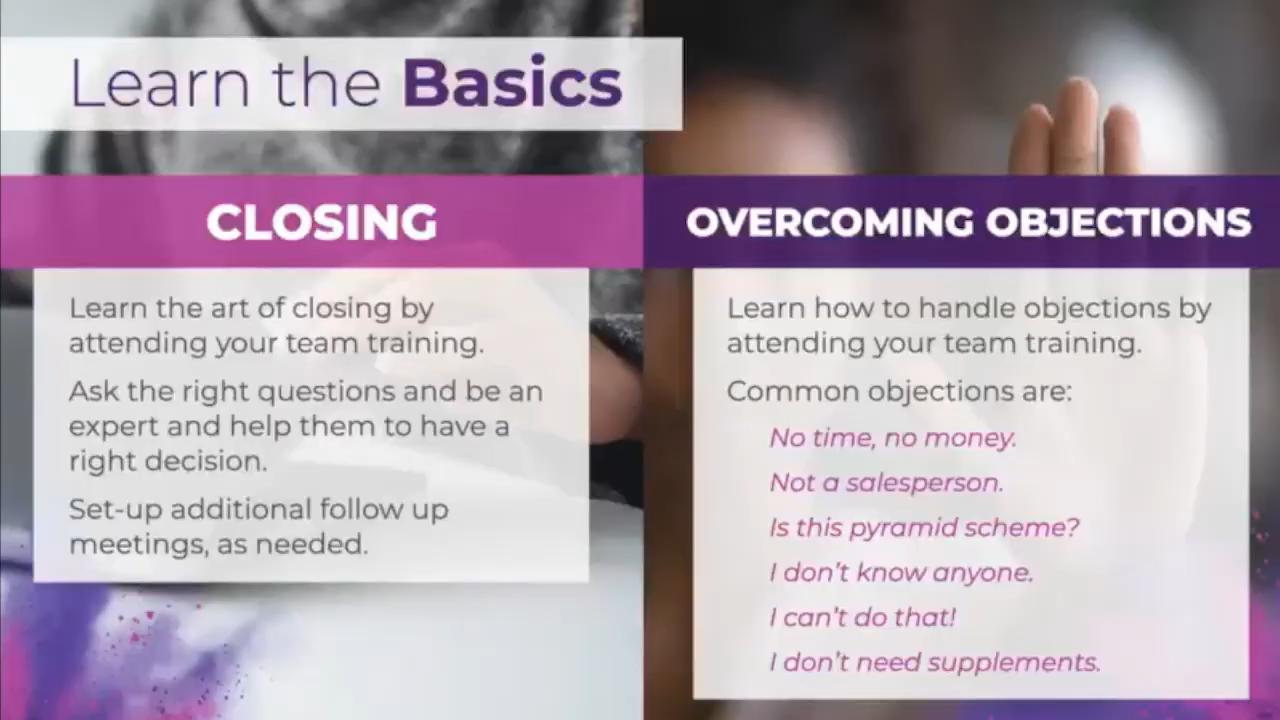 Learn the Basics
CLOSING
Learn the art of closing by
attending your team training.
Ask the right questions and be an
expert and help them to have a
right decision.
Set-up additional follow up
meetings, as needed.
OVERCOMING OBJECTIONS
Learn how to handle objections by
attending your team training.
Common objections are:
No time, no money.
Not a salesperson.
Is this pyramid scheme?
I don't know anyone.
I can't do that!
I don't need supplements.